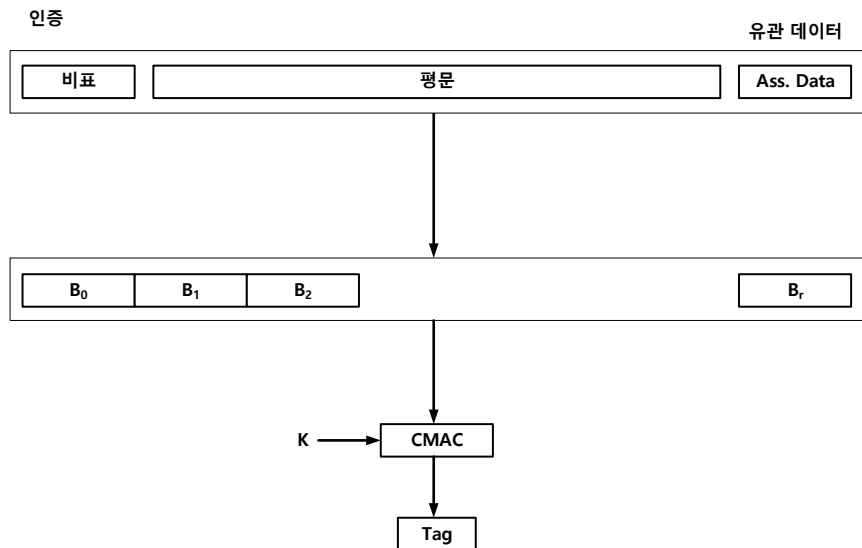 인증
유관 데이터
비표
평문
Ass. Data
B₀
B₁
B₂
Bᵣ
K
CMAC
Tag